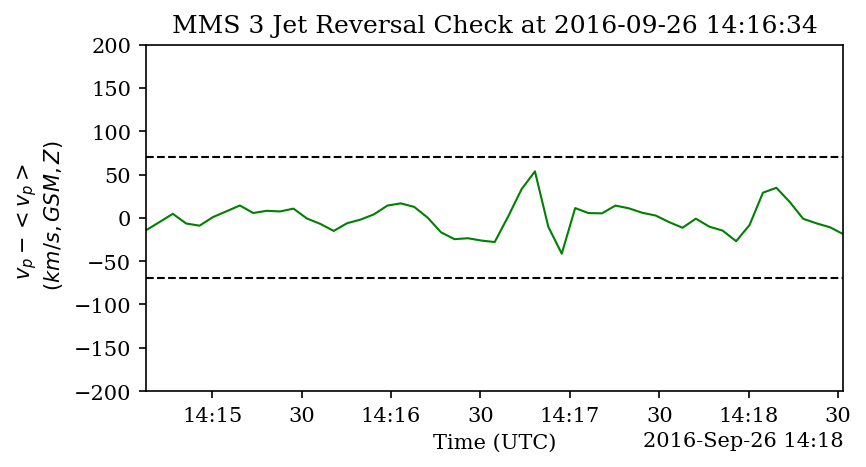 MMS 3 Jet Reversal Check at 2016-09-26 14:16:34
200
150
100
50
0
−50
−100
−150
−200
v_p − < v_p >
(km/s, GSM, Z)
14:15 30 14:16 30 14:17 30 14:18 30
Time (UTC) 2016-Sep-26 14:18